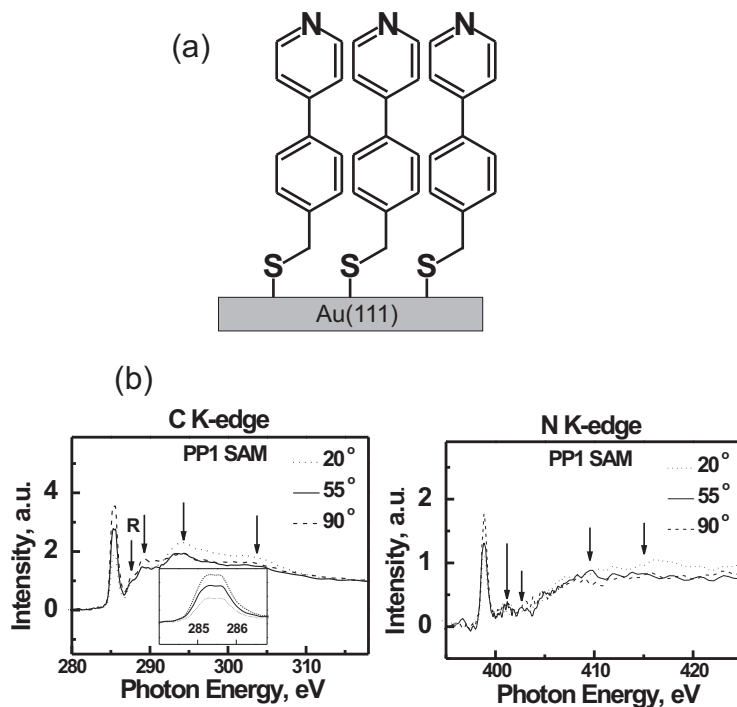 (a)
N N N
S S S
Au(111)
(b)
C K-edge
PP1 SAM
20°
55°
90°
R
Intensity, a.u.
4
2
0
285 286
280 290 300 310
Photon Energy, eV
N K-edge
PP1 SAM
20°
55°
90°
Intensity, a.u.
2
1
0
400 410 420
Photon Energy, eV